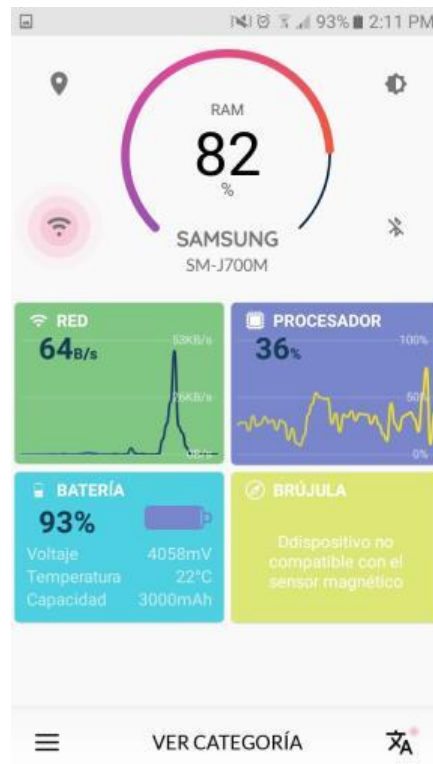 93% 2:11 PM
RAM
82
%
SAMSUNG
SM-J700M
RED
64B/s
53KB/s
26KB/s
0B/s
PROCESADOR
36%
100%
50%
0%
BATERÍA
93%
Voltaje 4058mV
Temperatura 22°C
Capacidad 3000mAh
BRÚJULA
Ddispositivo no
compatible con el
sensor magnético
VER CATEGORÍA